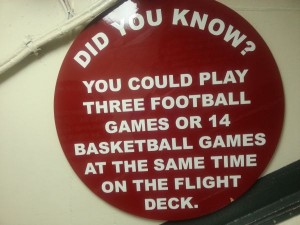 DID YOU KNOW?
YOU COULD PLAY
THREE FOOTBALL
GAMES OR 14
BASKETBALL GAMES
AT THE SAME TIME
ON THE FLIGHT
DECK.